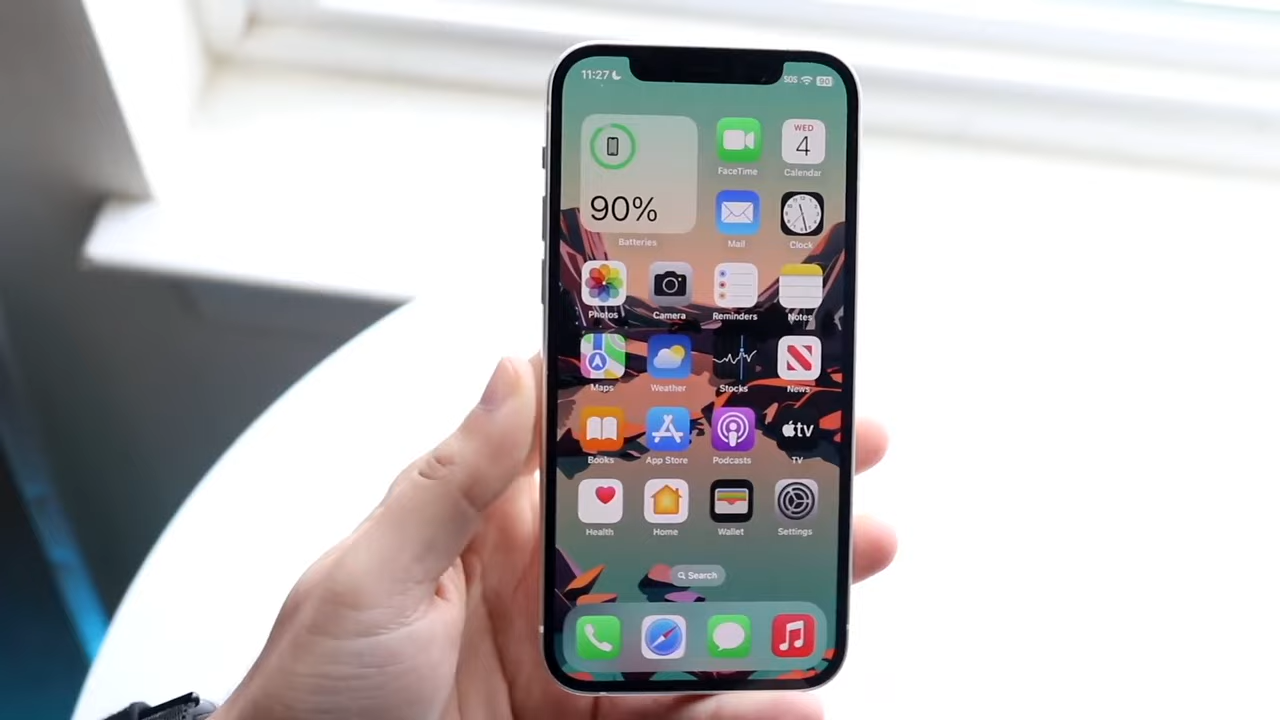 11:27 SOS 90
WED
4
FaceTime Calendar
90%
Batteries Mail Clock
Photos Camera Reminders Notes
Maps Weather Stocks News
tv
Books App Store Podcasts TV
Health Home Wallet Settings
Search